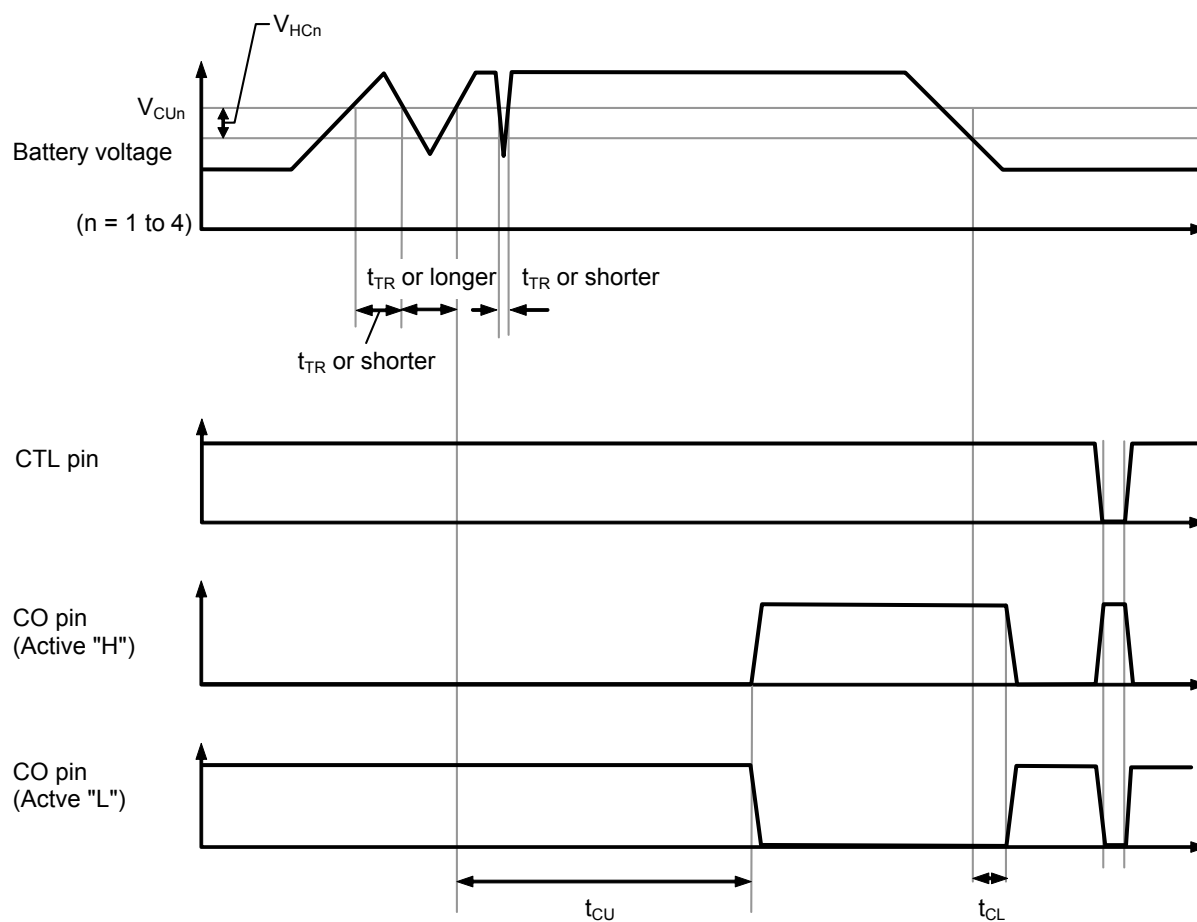 VHCn
VCUn
Battery voltage
(n = 1 to 4)
tTR or longer
tTR or shorter
tTR or shorter
CTL pin
CO pin
(Active "H")
CO pin
(Actve "L")
tCU
tCL